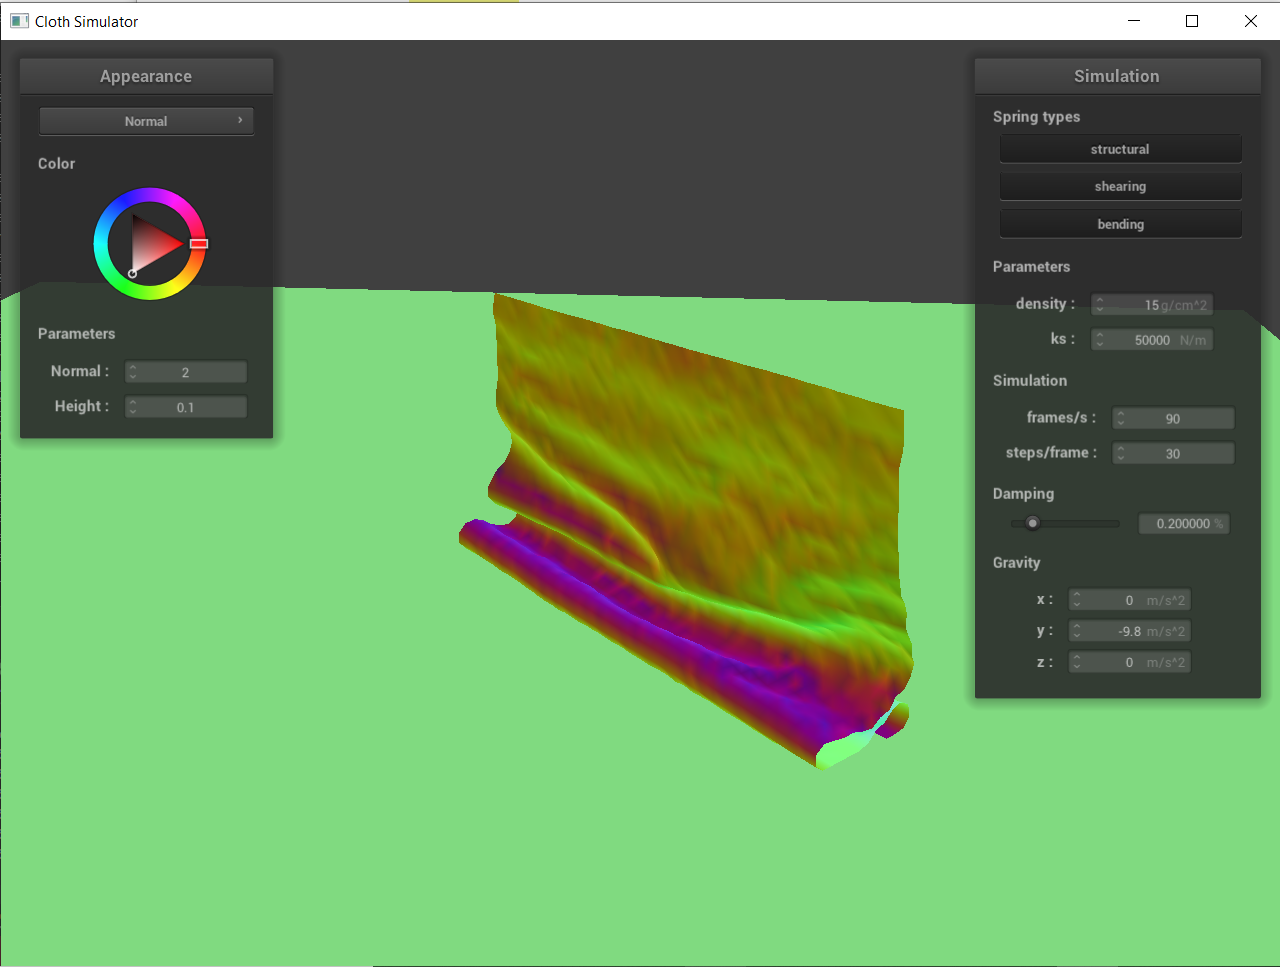 Cloth Simulator
Appearance
Normal
Color
Parameters
Normal : 2
Height : 0.1
Simulation
Spring types
structural
shearing
bending
Parameters
density : 15 g/cm^2
ks : 50000 N/m
Simulation
frames/s : 90
steps/frame : 30
Damping
0.200000 %
Gravity
x : 0 m/s^2
y : -9.8 m/s^2
z : 0 m/s^2